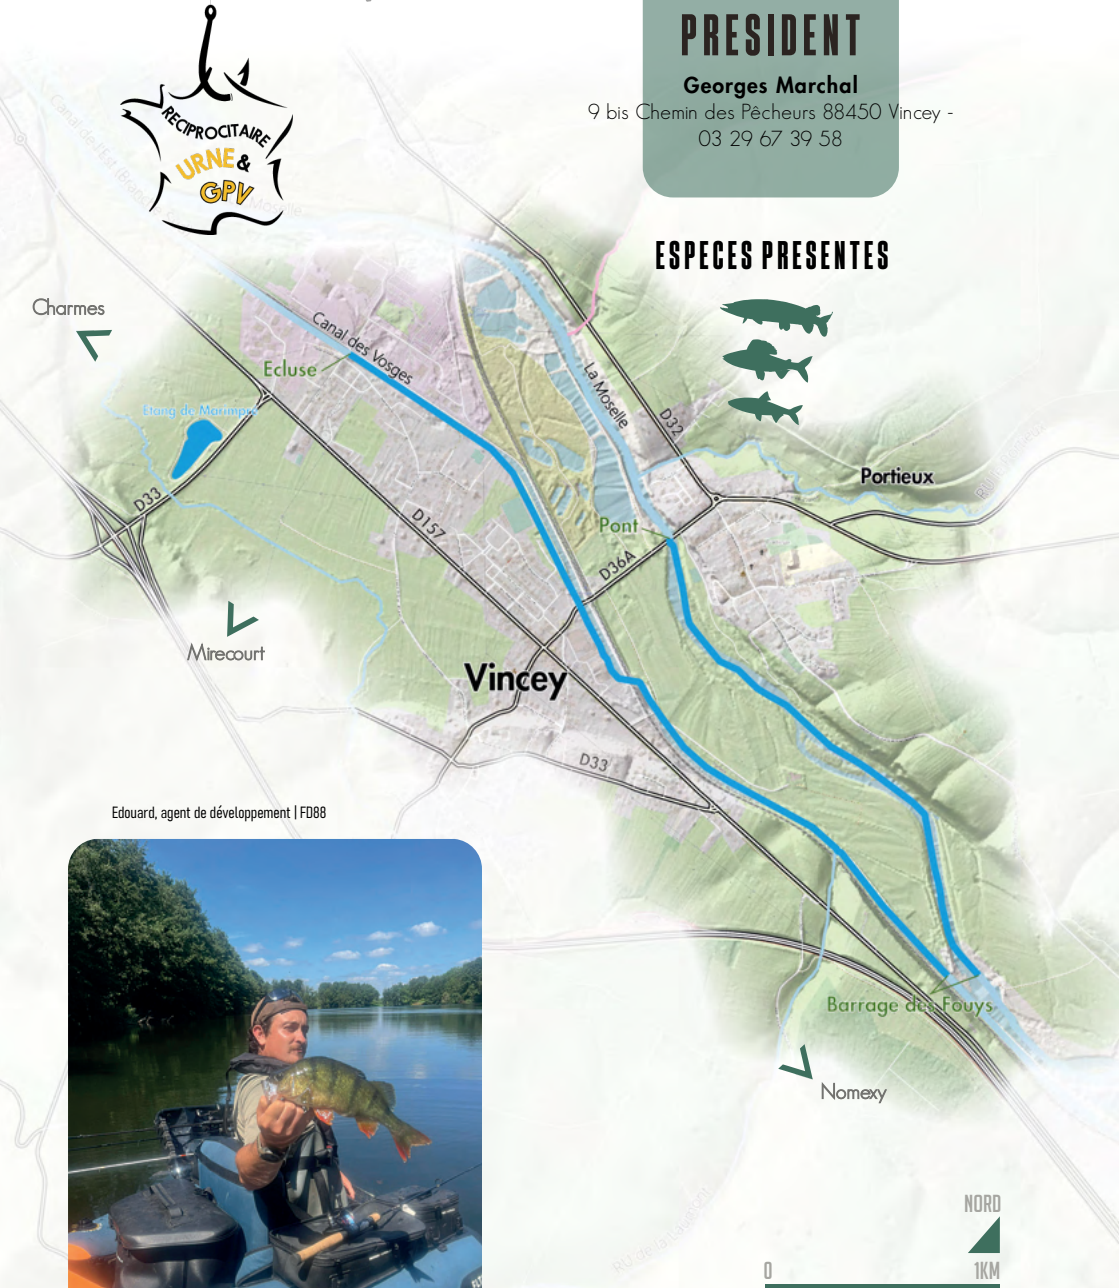 PRESIDENT
Georges Marchal
9 bis Chemin des Pêcheurs 88450 Vincey -
03 29 67 39 58
RECIPROCITAIRE
URNE &
GPV
ESPECES PRESENTES
Charmes
Canal des Vosges
Ecluse
La Moselle
D32
Etang de Marimpré
Portieux
D33
D157
Pont
D36A
Mirecourt
Vincey
D33
Edouard, agent de développement | FD88
Barrage des Fouys
Nomexy
NORD
0
1KM